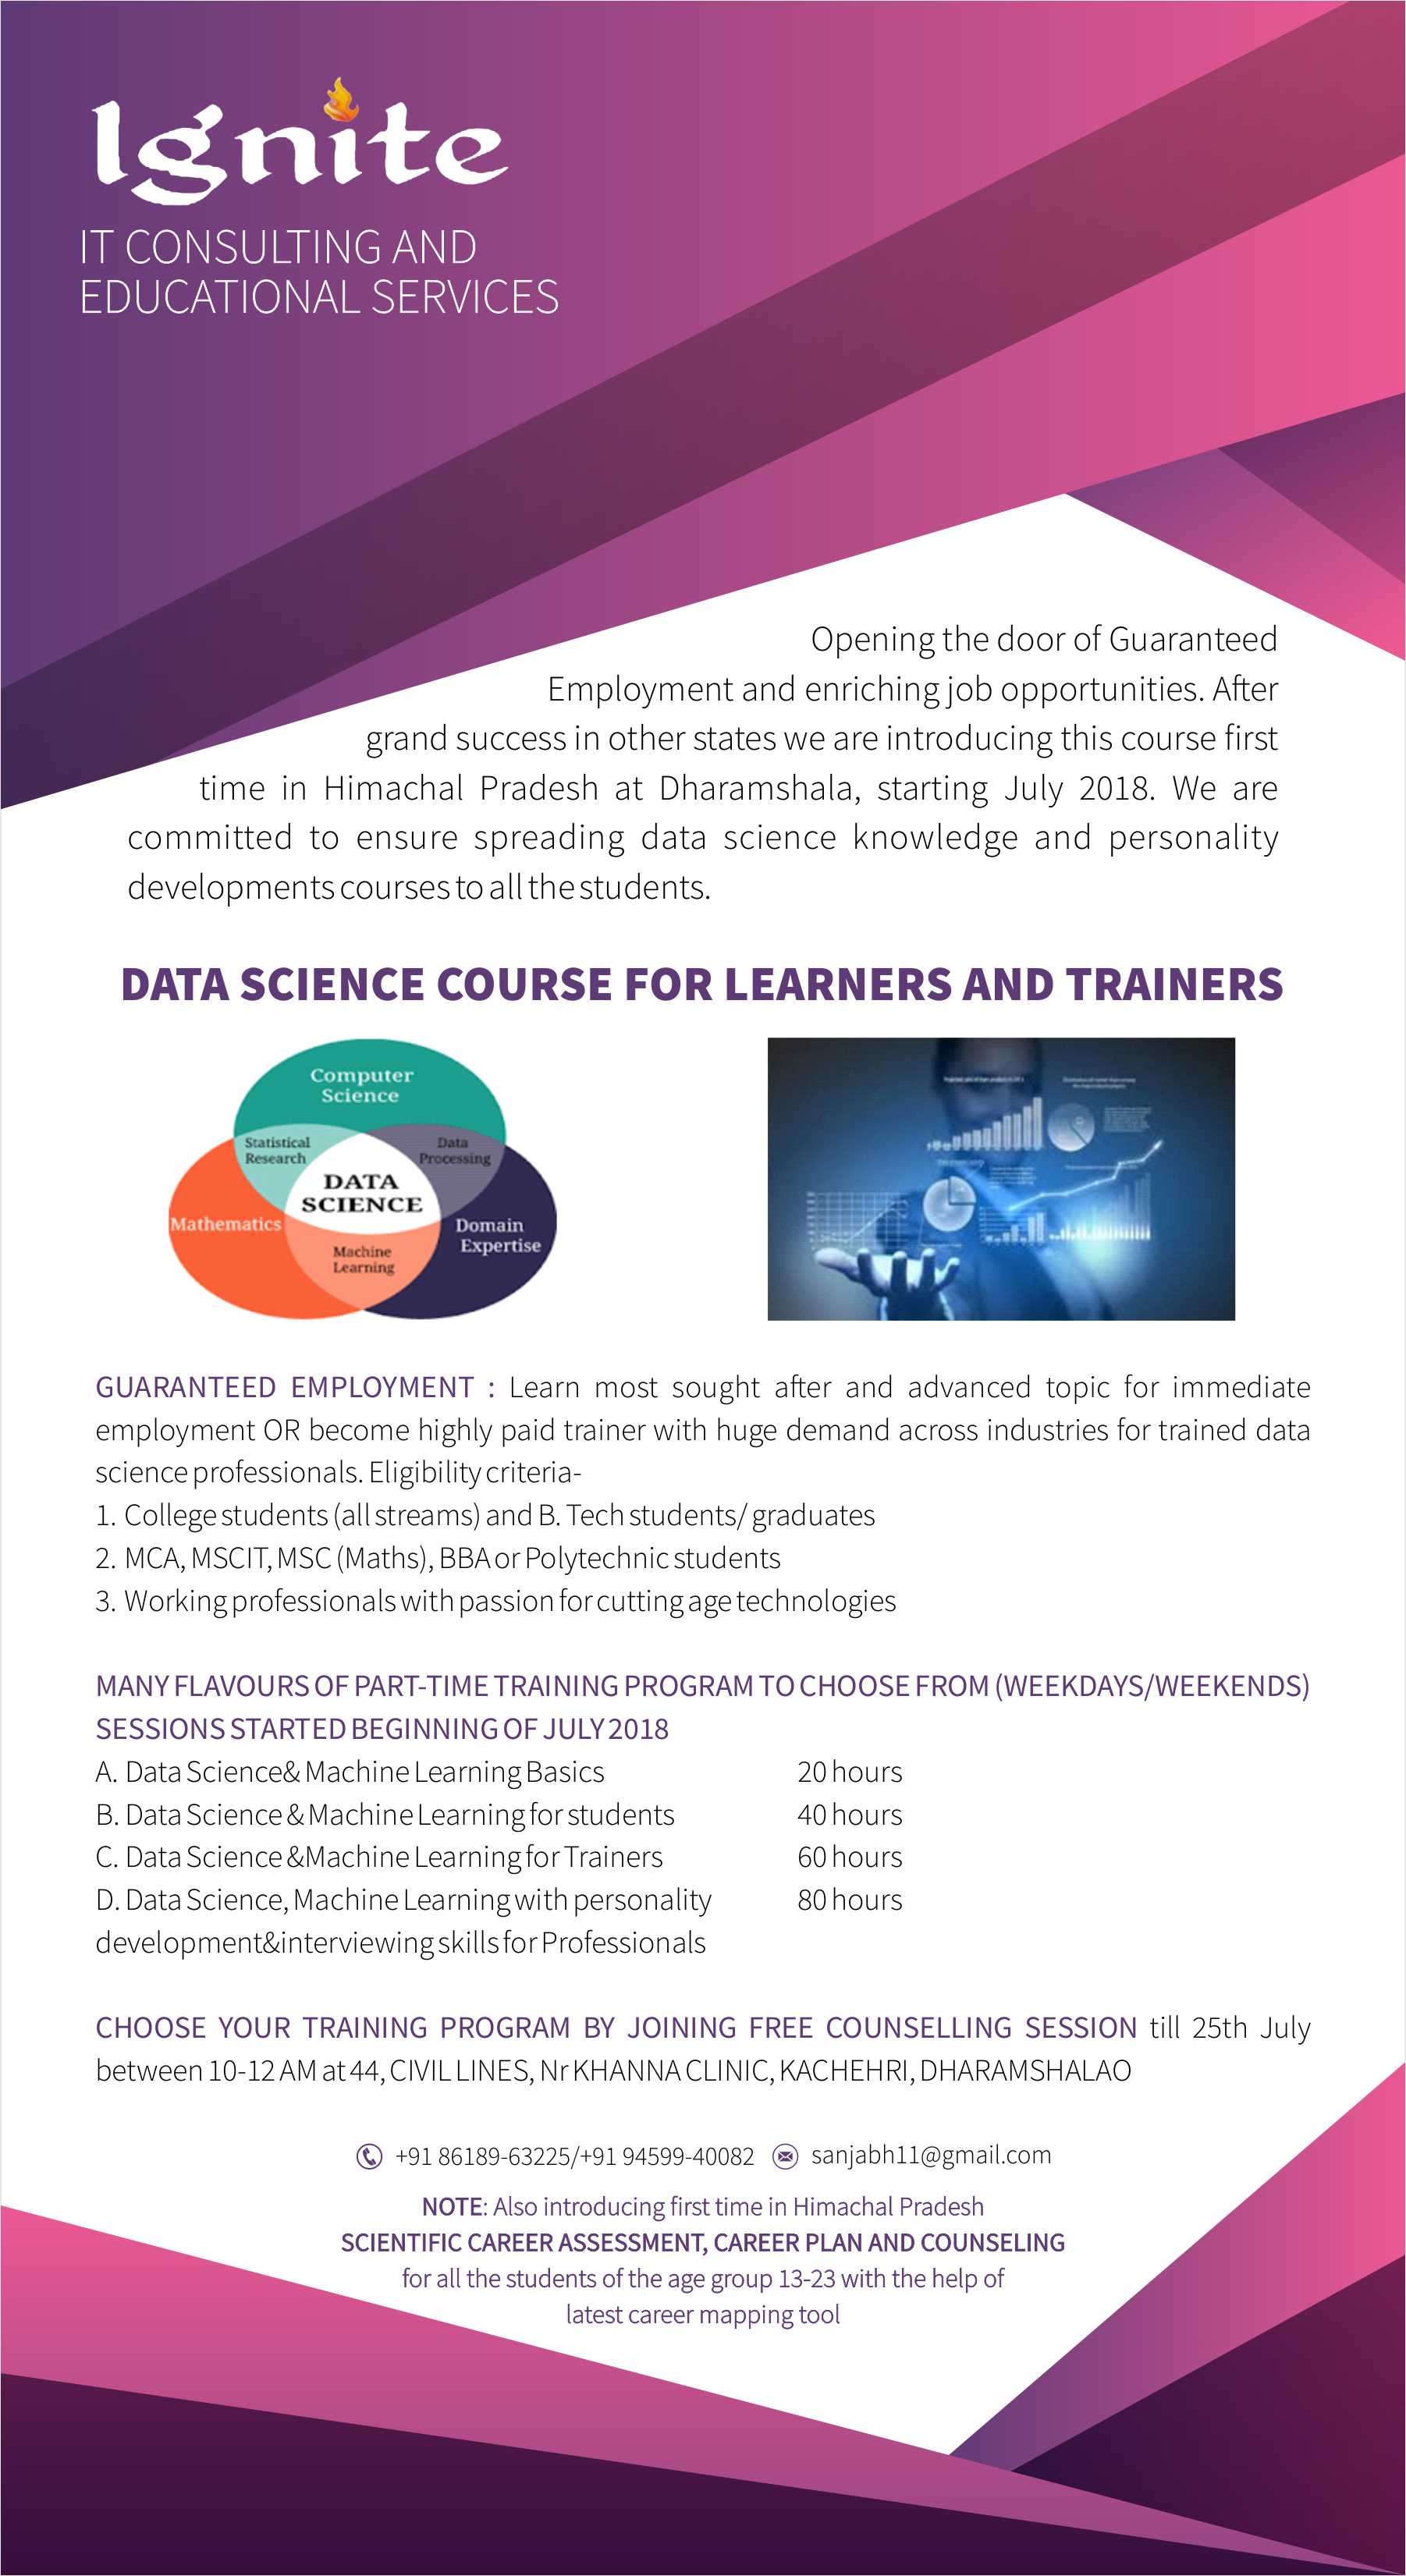 Ignite
IT CONSULTING AND
EDUCATIONAL SERVICES
Opening the door of Guaranteed
Employment and enriching job opportunities. After
grand success in other states we are introducing this course first
time in Himachal Pradesh at Dharamshala, starting July 2018. We are
committed to ensure spreading data science knowledge and personality
developments courses to all the students.
DATA SCIENCE COURSE FOR LEARNERS AND TRAINERS
Computer
Science
Statistical
Research
Data
Processing
DATA
SCIENCE
Mathematics
Domain
Expertise
Machine
Learning
GUARANTEED EMPLOYMENT : Learn most sought after and advanced topic for immediate
employment OR become highly paid trainer with huge demand across industries for trained data
science professionals. Eligibility criteria-
1. College students (all streams) and B. Tech students/ graduates
2. MCA, MSCIT, MSC (Maths), BBA or Polytechnic students
3. Working professionals with passion for cutting age technologies
MANY FLAVOURS OF PART-TIME TRAINING PROGRAM TO CHOOSE FROM (WEEKDAYS/WEEKENDS)
SESSIONS STARTED BEGINNING OF JULY 2018
A. Data Science& Machine Learning Basics 20 hours
B. Data Science & Machine Learning for students 40 hours
C. Data Science &Machine Learning for Trainers 60 hours
D. Data Science, Machine Learning with personality 80 hours
development&interviewing skills for Professionals
CHOOSE YOUR TRAINING PROGRAM BY JOINING FREE COUNSELLING SESSION till 25th July
between 10-12 AM at 44, CIVIL LINES, Nr KHANNA CLINIC, KACHEHRI, DHARAMSHALAO
+91 86189-63225/+91 94599-40082 sanjabh11@gmail.com
NOTE: Also introducing first time in Himachal Pradesh
SCIENTIFIC CAREER ASSESSMENT, CAREER PLAN AND COUNSELING
for all the students of the age group 13-23 with the help of
latest career mapping tool